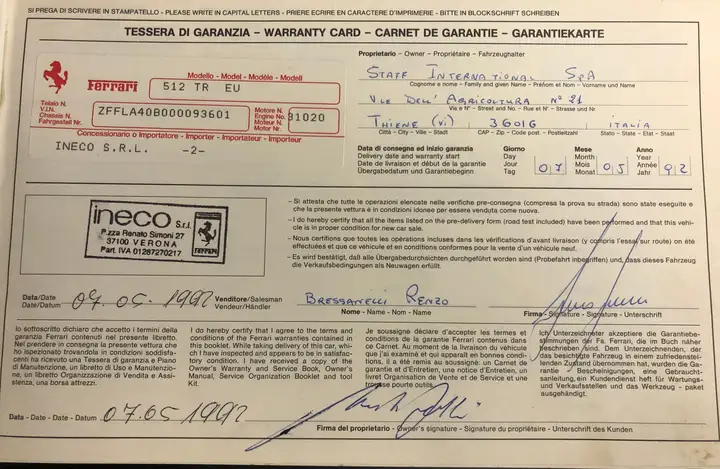 SI PREGA DI SCRIVERE IN STAMPATELLO - PLEASE WRITE IN CAPITAL LETTERS - PRIERE ECRIRE EN CARACTERE D'IMPRIMERIE - BITTE IN BLOCKSCHRIFT SCHREIBEN
TESSERA DI GARANZIA – WARRANTY CARD – CARNET DE GARANTIE – GARANTIEKARTE
Ferrari
Modello - Model - Modèle - Modell
512 TR EU
Telaio N.
V.I.N.
Chassis N.
Fahrgestell Nr.
ZFFLA40B000093601
Motore N.
Engine No.
Moteur N.
Motor Nr.
31020
Concessionario o Importatore - Importer - Importateur - Importeur
INECO S.R.L. -2-
Proprietario - Owner - Propriétaire - Fahrzeughalter
STAFF INTERNATIONAL SpA
Cognome e nome - Family and given Name - Prénom et Nom - Vorname und Name
VLE DELL'AGRICOLTURA N° 21
Via e N° - Street and No. - Rue et N° - Strasse und Nr
THIENE (VI) 36016 ITALIA
Città - City - Ville - Stadt CAP - Zip - Code post. - Postleitzahl Stato - State - Etat - Staat
Data di consegna ed inizio garanzia
Delivery date and warranty start
Date de livraison et début de la garantie
Übergabedatum und Garantiebeginn
Giorno
Day
Jour
Tag
07
Mese
Month
Mois
Monat
05
Anno
Year
Année
Jahr
92
ineco S.r.l.
P.zza Renato Simoni 27
37100 VERONA
Part. IVA 01287270217
FERRARI
– Si attesta che tutte le operazioni elencate nelle verifiche pre-consegna (compresa la prova su strada) sono state eseguite e che la presente vettura è in condizioni idonee per essere venduta come nuova.
– I do hereby certify that all the items listed on the pre-delivery form (road test included) have been performed and that this vehicle is in proper condition for new car sale.
– Nous certifions que toutes les opérations incluses dans les vérifications d'avant livraison (y compris l'essai sur route) on été effectuées et que ce véhicule et en conditions conformes pour la vente d'un véhicule neuf.
– Es wird bestätigt, daß alle Übergabedurchsichten durchgeführt worden sind (Probefahrt inbegriffen) und, dass dieses Fahrzeug die Verkaufsbedingungen als Neuwagen erfüllt.
Data/Date
Date/Datum
07.05.1992
Venditore/Salesman
Vendeur/Händler
BRESSANELLI RENZO
Nome - Name - Nom - Name
Firma - Signature - Signature - Unterschrift
Io sottoscritto dichiaro che accetto i termini della garanzia Ferrari contenuti nel presente libretto. Nel prendere in consegna la presente vettura che ho ispezionato trovandola in condizioni soddisfacenti ho ricevuto la Tessera di garanzia e Piano di Manutenzione, un libretto di Uso e Manutenzione, un libretto Organizzazione di Vendita e Assistenza, una borsa attrezzi.
I do hereby certify that I agree to the terms and conditions of the Ferrari warranties contained in this booklet. While taking delivery of this car, which I have inspected and appears to be in satisfactory condition. I have received a copy of the Owner's Warranty and Service Book, Owner's Manual, Service Organization Booklet and tool Kit.
Je soussigné déclare d'accepter les termes et conditions de la garantie Ferrari contenus dans ce Carnet. Au moment de la livraison du véhicule que j'ai examiné et qui apparaît en bonnes conditions, il a été remis au soussigné: un Carnet de garantie et d'Entretien, une notice d'Entretien, un livret Organisation de Vente et de Service et une trousse pourte outils.
Ich Unterzeichneter akzeptiere die Garantiebestimmungen der Fa. Ferrari, die im Buch näher beschrieben sind. Dem Unterzeichneten, der das besichtigte Fahrzeug in zufriedenstellenden Zustand übernommen hat, wurden die Garantie - Bescheinigungen, eine Gebrauchsanleitung, ein Kundendienst heft für Wartungs- und Verkaufsstellen und das Werkzeug - paket ausgehändigt.
Data - Date - Date - Datum
07.05 1992
Firma del proprietario - Owner's signature - Signature du propriétaire - Unterschrift des Kunden